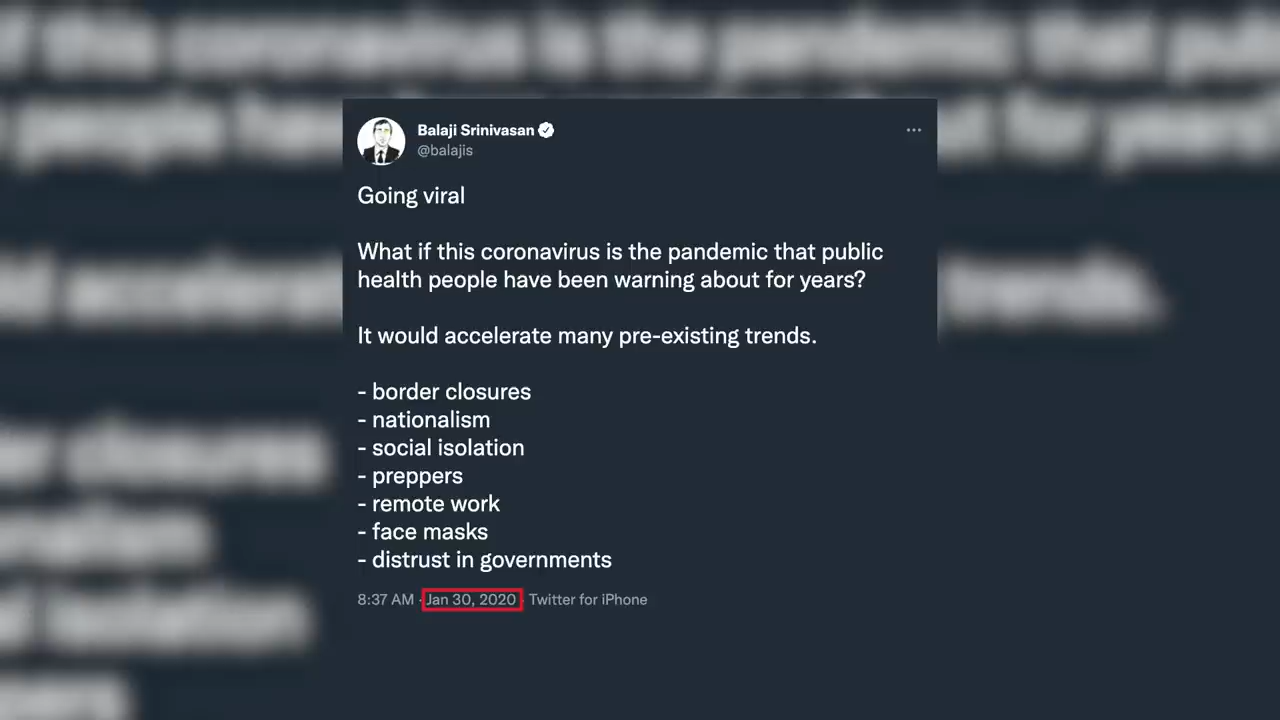 Balaji Srinivasan
@balajis
Going viral
What if this coronavirus is the pandemic that public
health people have been warning about for years?
It would accelerate many pre-existing trends.
- border closures
- nationalism
- social isolation
- preppers
- remote work
- face masks
- distrust in governments
8:37 AM · Jan 30, 2020 · Twitter for iPhone